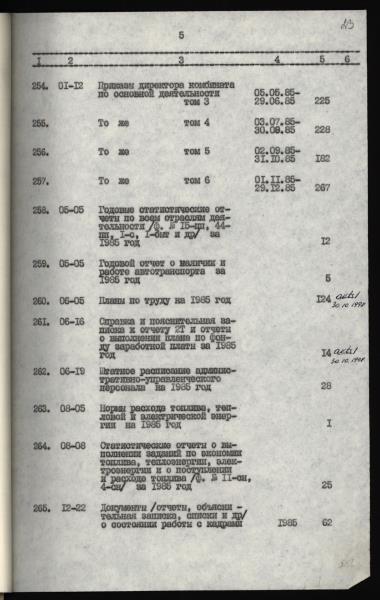 23
5
1 2 3 4 5 6
254. 01-12 Приказы директора комбината
по основной деятельности 05.05.85-
том 3 29.06.85 225
255. То же том 4 03.07.85-
30.08.85 228
256. То же том 5 02.09.85-
31.10.85 182
257. То же том 6 01.11.85-
29.12.85 267
258. 05-05 Годовые статистические от-
четы по всем отраслям дея-
тельности /ф. № 15-нп, 44-
нп, 1-с, 1-быт и др/ за
1985 год 12
259. 05-05 Годовой отчет о наличии и
работе автотранспорта за
1985 год 5
260. 06-05 Планы по труду на 1985 год 124
30.10.1998
261. 06-16 Справка и пояснительная за-
писка к отчету 2Т и отчеты
о выполнении плана по фон-
ду заработной платы за 1985
год 14
30.10.1998
262. 06-19 Штатное расписание админис-
тративно-управленческого
персонала на 1985 год 28
263. 08-05 Нормы расхода топлива, теп-
ловой и электрической энер-
гии на 1985 год 1
264. 08-08 Статистические отчеты о вы-
полнении заданий по экономии
топлива, теплоэнергии, элек-
троэнергии и о поступлении
и расходе топлива /ф. № 11-сн,
4-сн/ за 1985 год 25
265. 12-22 Документы /отчеты, объясни-
тельная записка, списки и др/
о состоянии работы с кадрами 1985 62